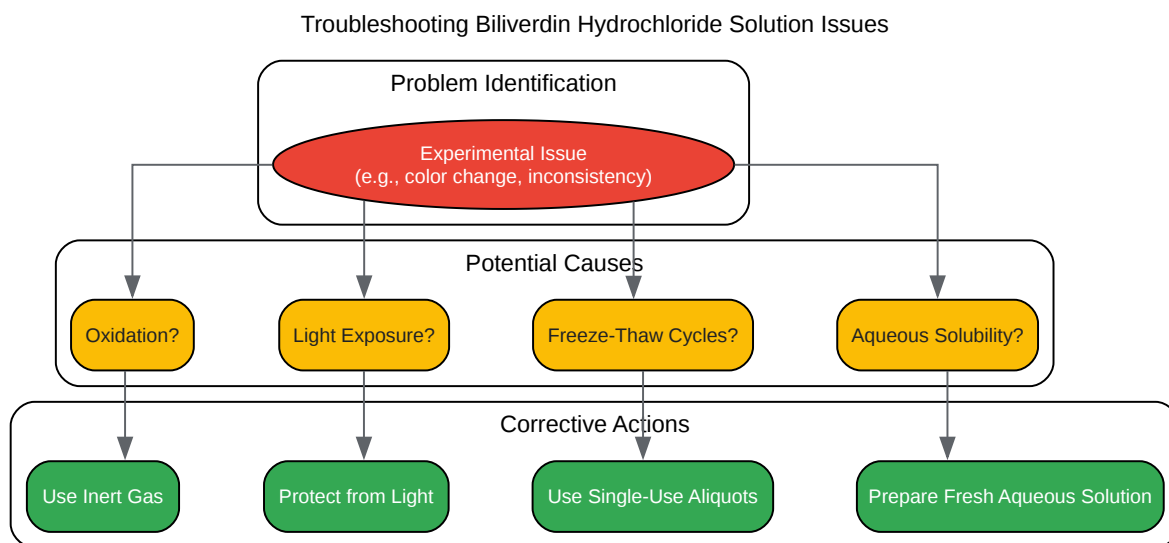 Troubleshooting Biliverdin Hydrochloride Solution Issues
Problem Identification
Experimental Issue
(e.g., color change, inconsistency)
Potential Causes
Oxidation?
Light Exposure?
Freeze-Thaw Cycles?
Aqueous Solubility?
Corrective Actions
Use Inert Gas
Protect from Light
Use Single-Use Aliquots
Prepare Fresh Aqueous Solution